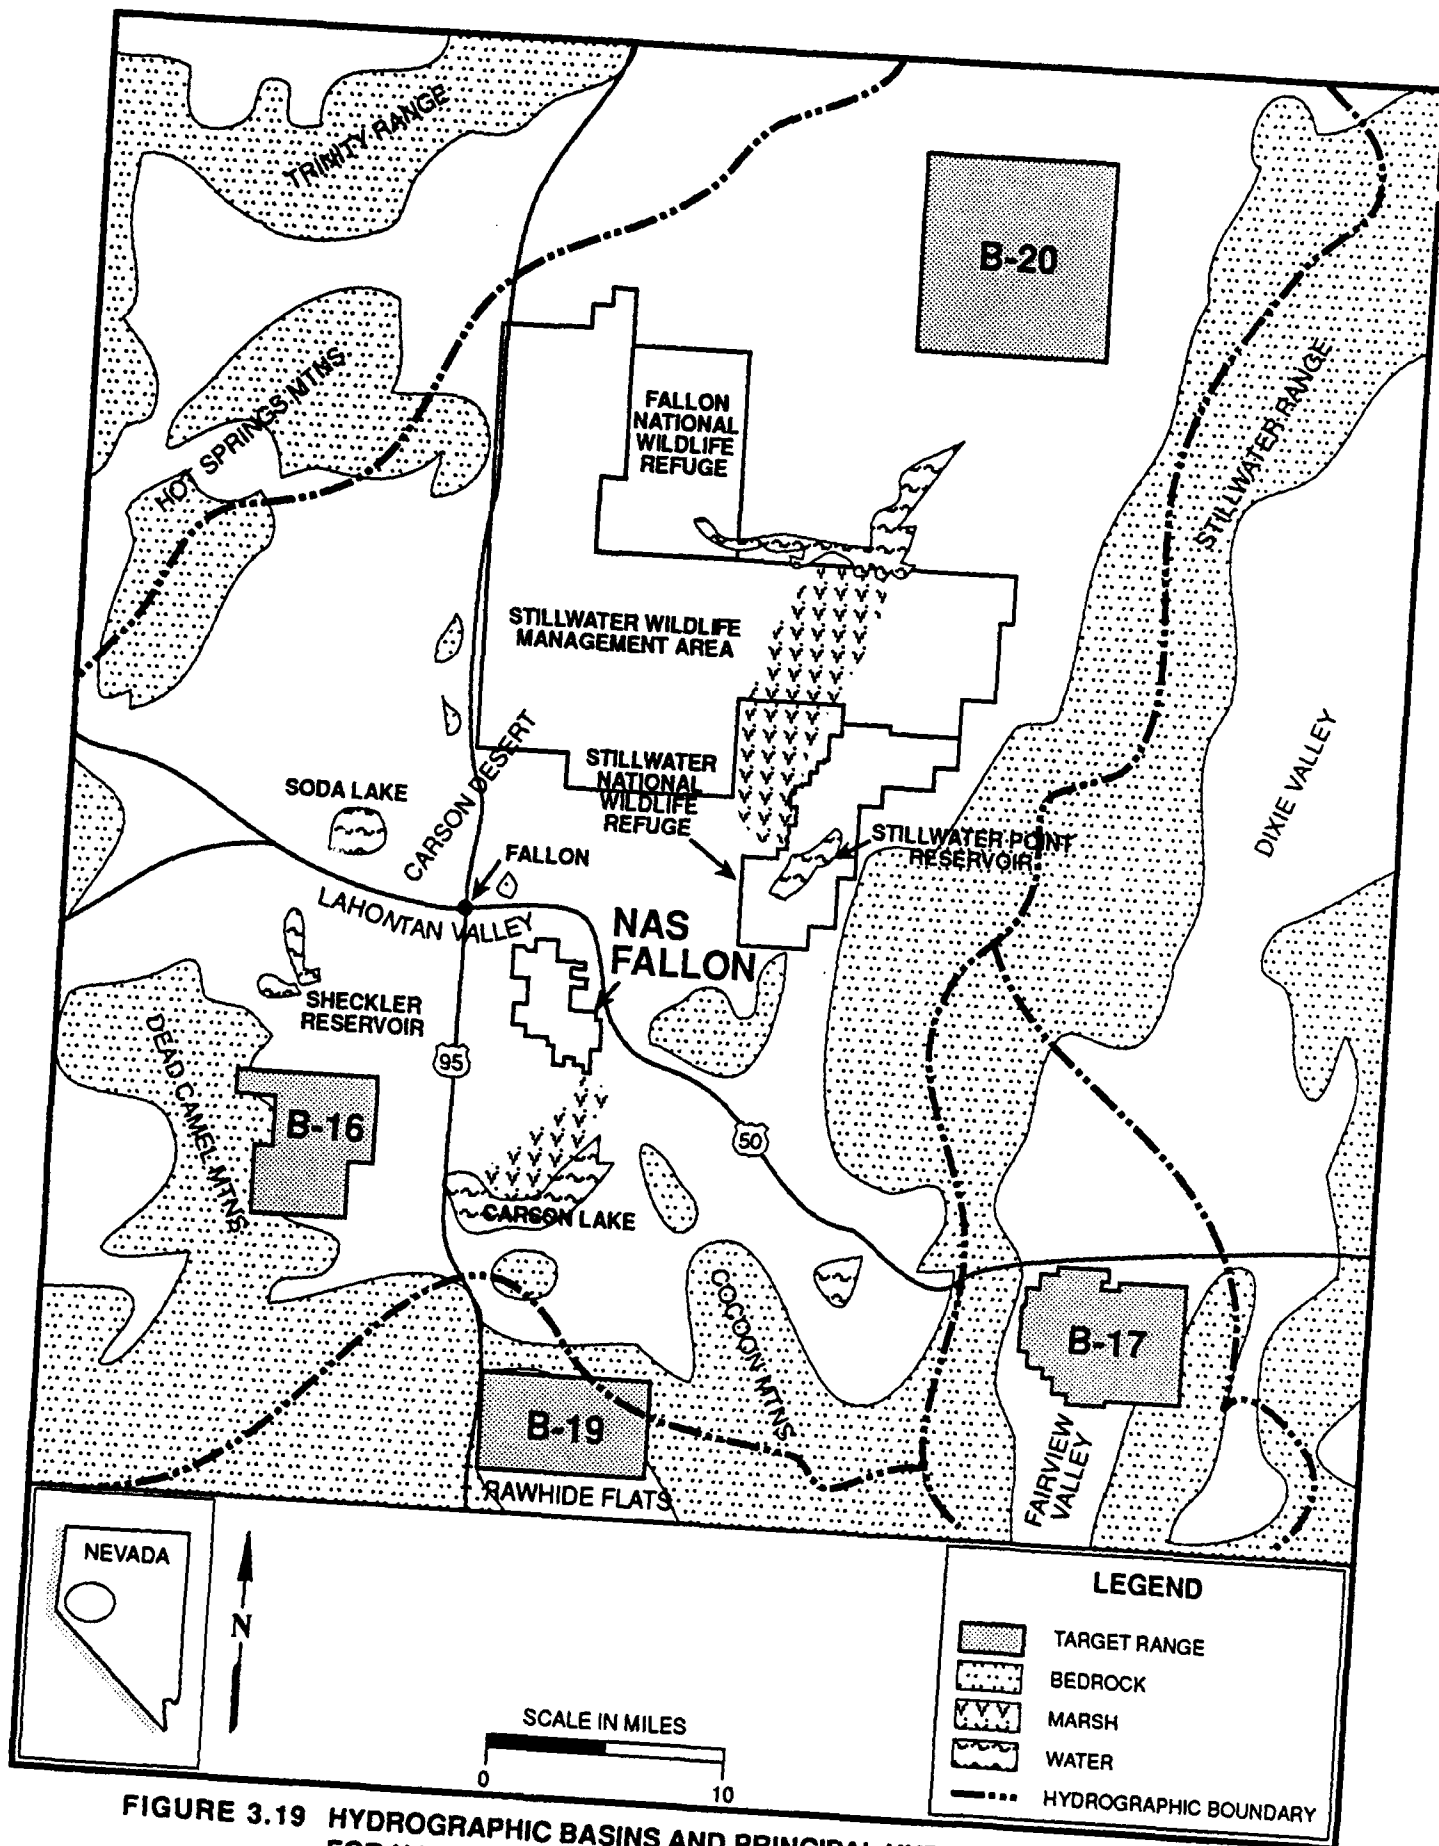 TRINITY RANGE
B-20
HOT SPRINGS MTNS
STILLWATER RANGE
FALLON
NATIONAL
WILDLIFE
REFUGE
STILLWATER WILDLIFE
MANAGEMENT AREA
STILLWATER
NATIONAL
WILDLIFE
REFUGE
SODA LAKE
CARSON DESERT
DIXIE VALLEY
STILLWATER POINT
RESERVOIR
FALLON
LAHONTAN VALLEY
NAS
FALLON
SHECKLER
RESERVOIR
DEAD CAMEL MTNS
95
B-16
50
CARSON LAKE
COCOON MTNS
B-17
B-19
FAIRVIEW
VALLEY
RAWHIDE FLATS
NEVADA
N
SCALE IN MILES
0
10
LEGEND
TARGET RANGE
BEDROCK
MARSH
WATER
HYDROGRAPHIC BOUNDARY
FIGURE 3.19 HYDROGRAPHIC BASINS AND PRINCIPAL